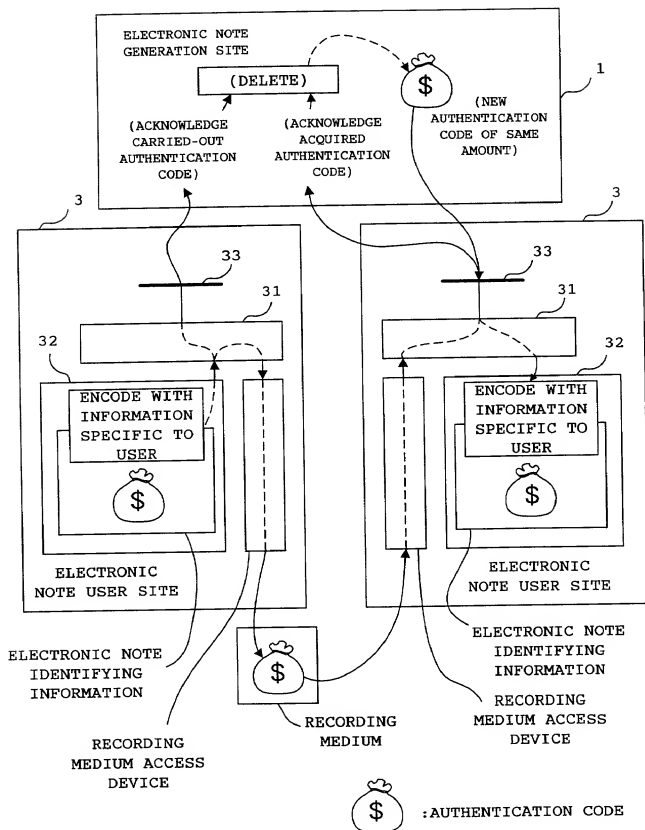 ELECTRONIC NOTE
GENERATION SITE
(DELETE)
$
1
(ACKNOWLEDGE
CARRIED-OUT
AUTHENTICATION
CODE)
(ACKNOWLEDGE
ACQUIRED
AUTHENTICATION
CODE)
(NEW
AUTHENTICATION
CODE OF SAME
AMOUNT)
3
33
31
32
ENCODE WITH
INFORMATION
SPECIFIC TO
USER
$
ELECTRONIC
NOTE USER SITE
3
33
31
32
ENCODE WITH
INFORMATION
SPECIFIC TO
USER
$
ELECTRONIC
NOTE USER SITE
ELECTRONIC NOTE
IDENTIFYING
INFORMATION
RECORDING
MEDIUM ACCESS
DEVICE
$
RECORDING
MEDIUM
ELECTRONIC NOTE
IDENTIFYING
INFORMATION
RECORDING
MEDIUM ACCESS
DEVICE
$ :AUTHENTICATION CODE